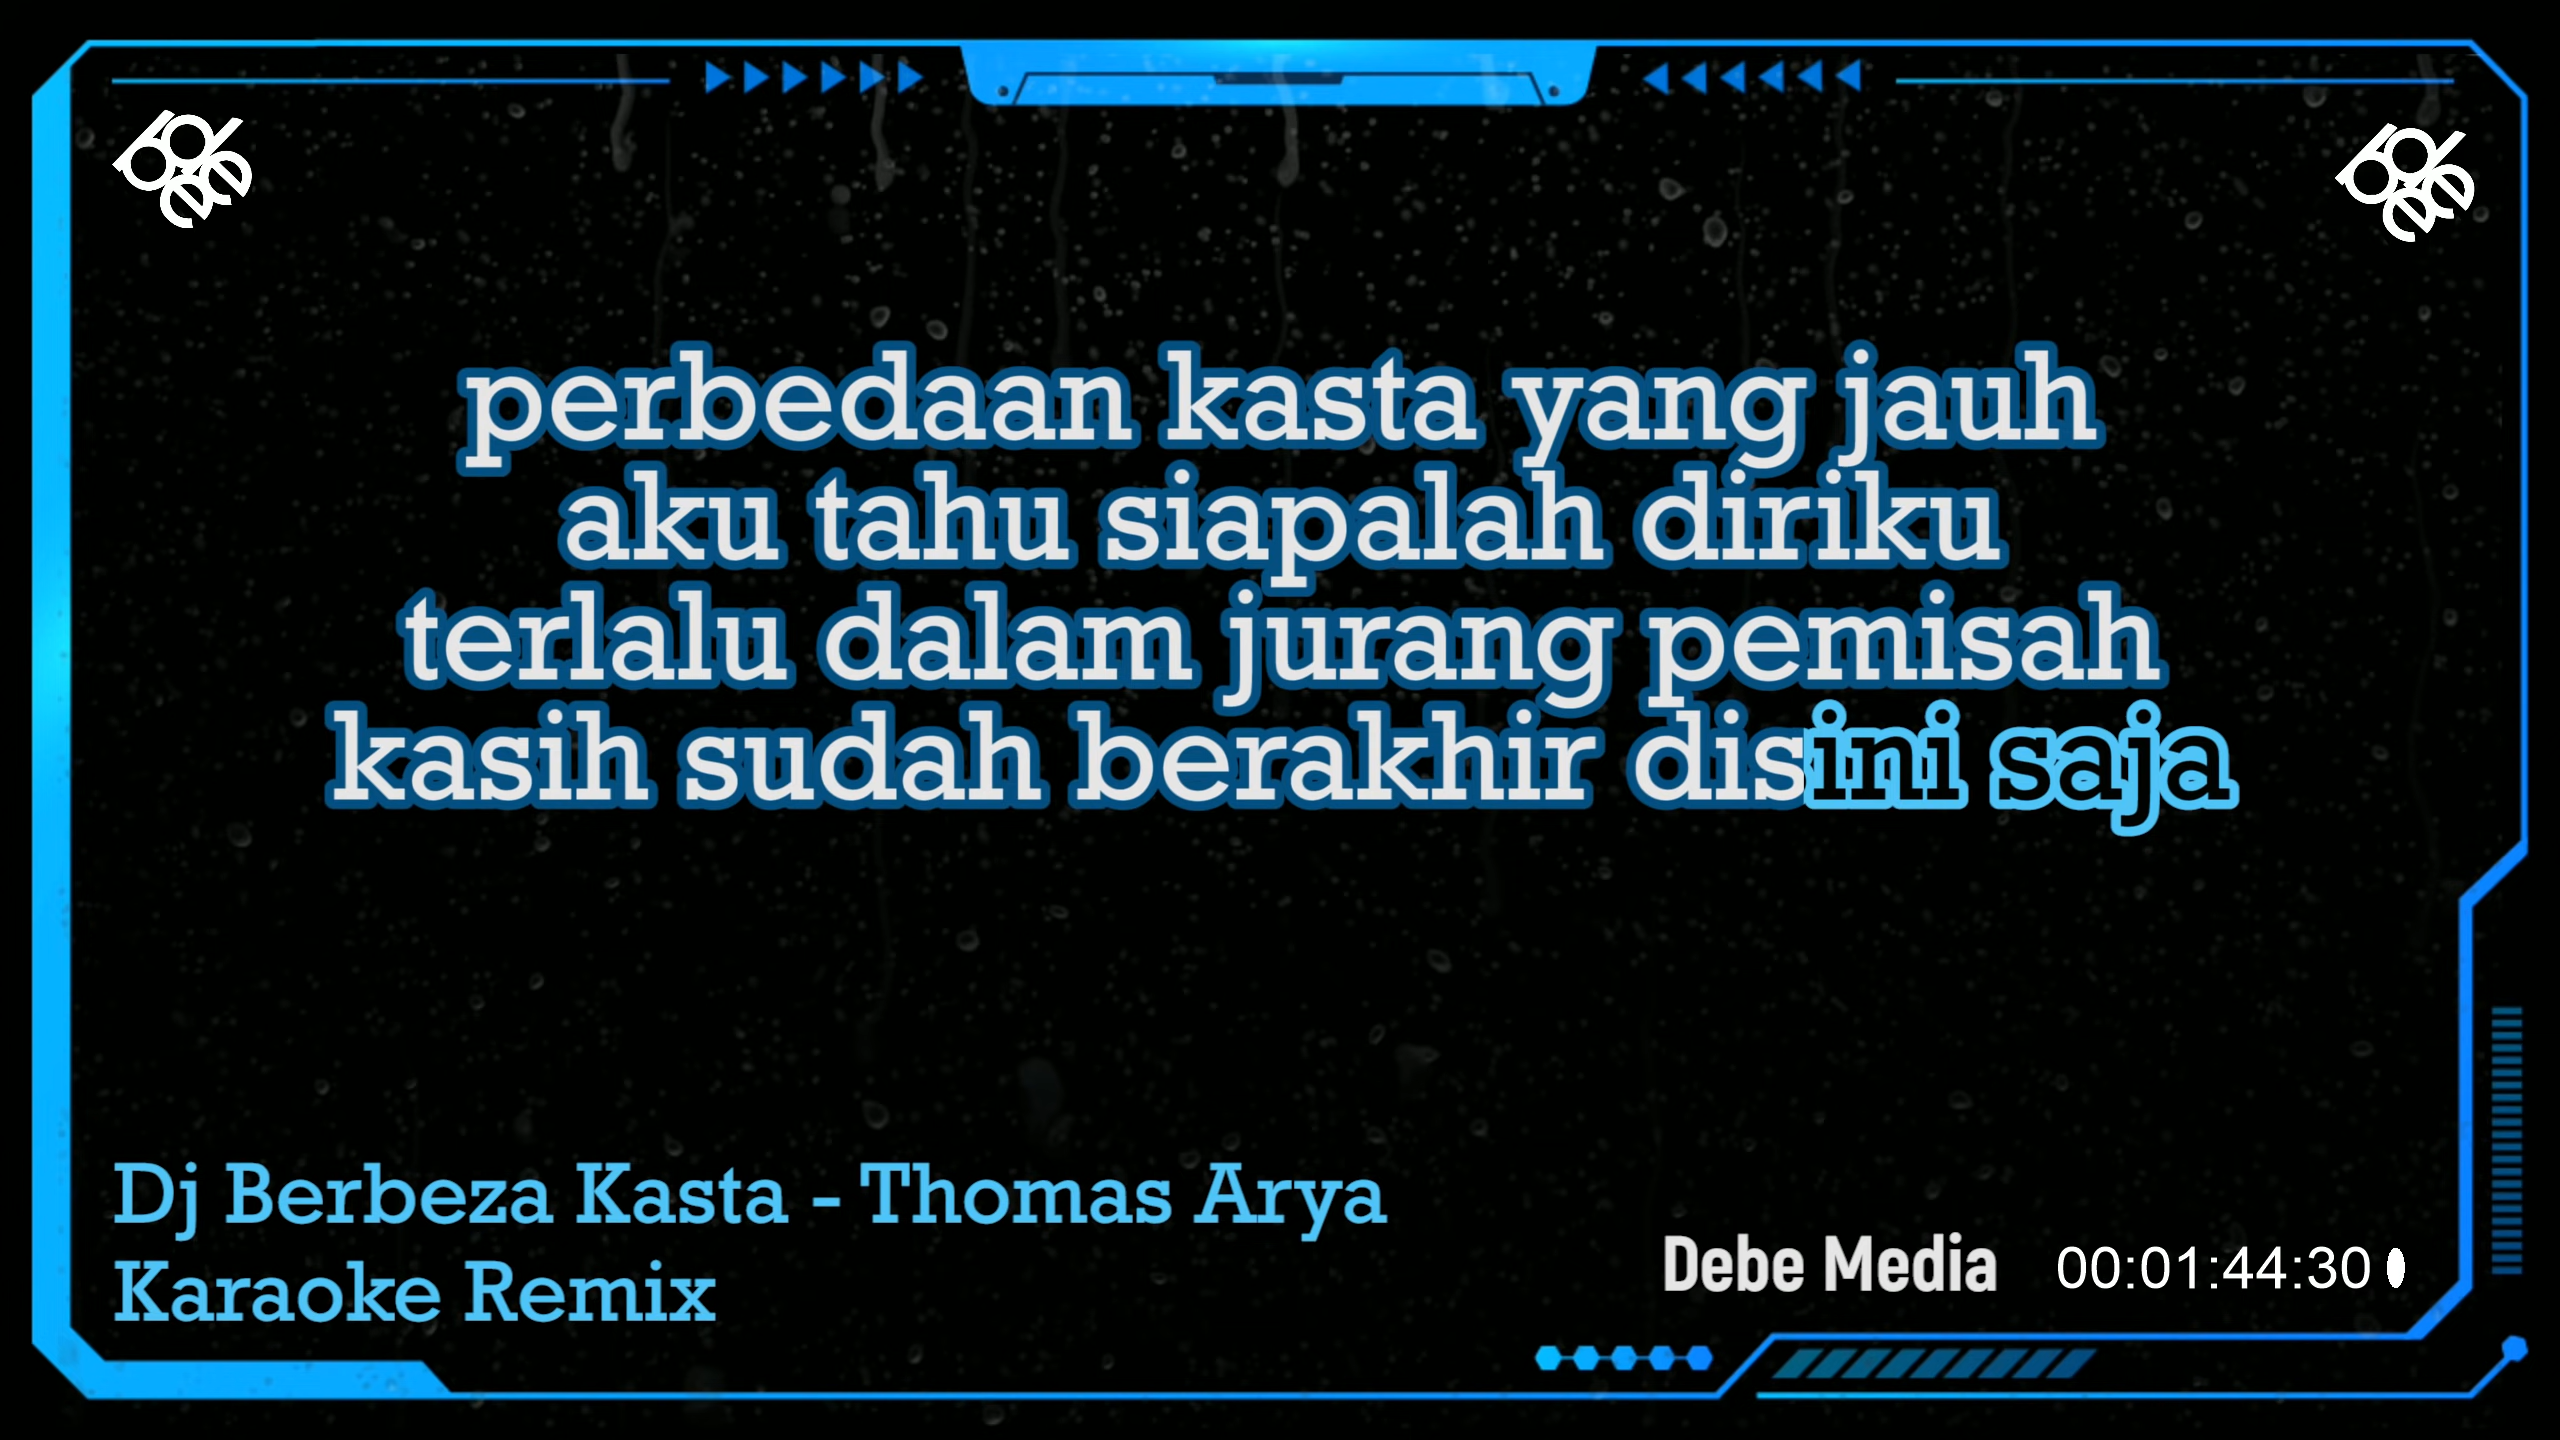 perbedaan kasta yang jauh
aku tahu siapalah diriku
terlalu dalam jurang pemisah
kasih sudah berakhir disini saja
Dj Berbeza Kasta - Thomas Arya
Karaoke Remix
Debe Media
00:01:44:30